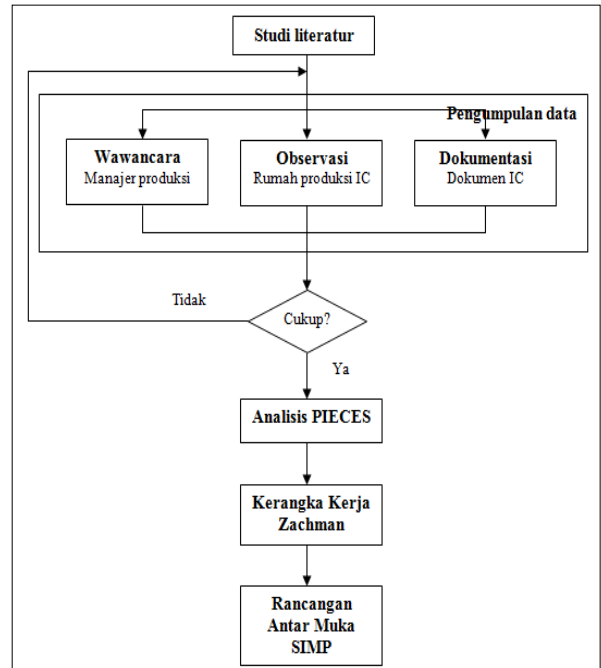 Studi literatur
Pengumpulan data
Wawancara
Manajer produksi
Observasi
Rumah produksi IC
Dokumentasi
Dokumen IC
Tidak
Cukup?
Ya
Analisis PIECES
Kerangka Kerja
Zachman
Rancangan
Antar Muka
SIMP